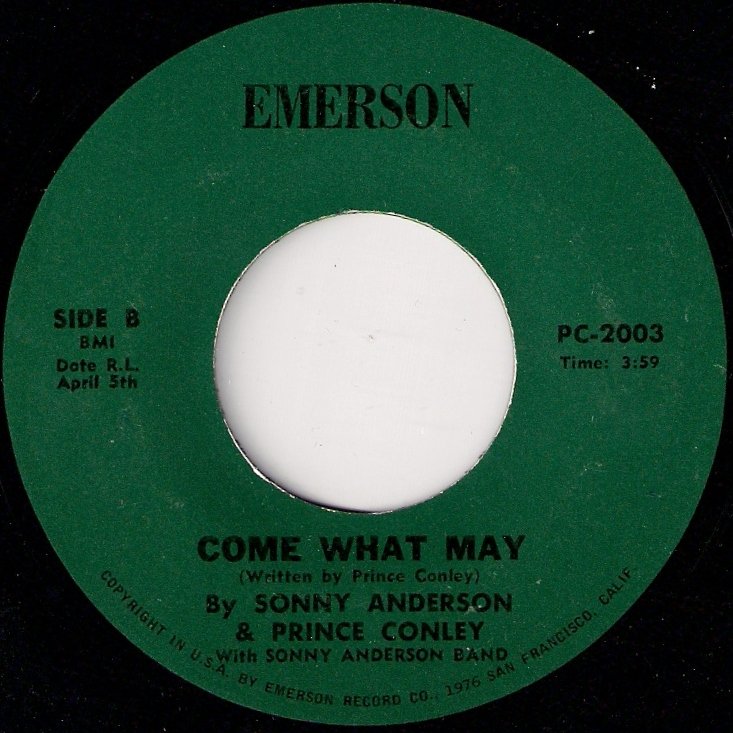 EMERSON
SIDE B
BMI
Date R.L.
April 5th
PC-2003
Time: 3:59
COME WHAT MAY
(Written by Prince Conley)
By SONNY ANDERSON
& PRINCE CONLEY
With SONNY ANDERSON BAND
COPYRIGHT IN U.S.A. BY EMERSON RECORD CO., 1976 SAN FRANCISCO, CALIF